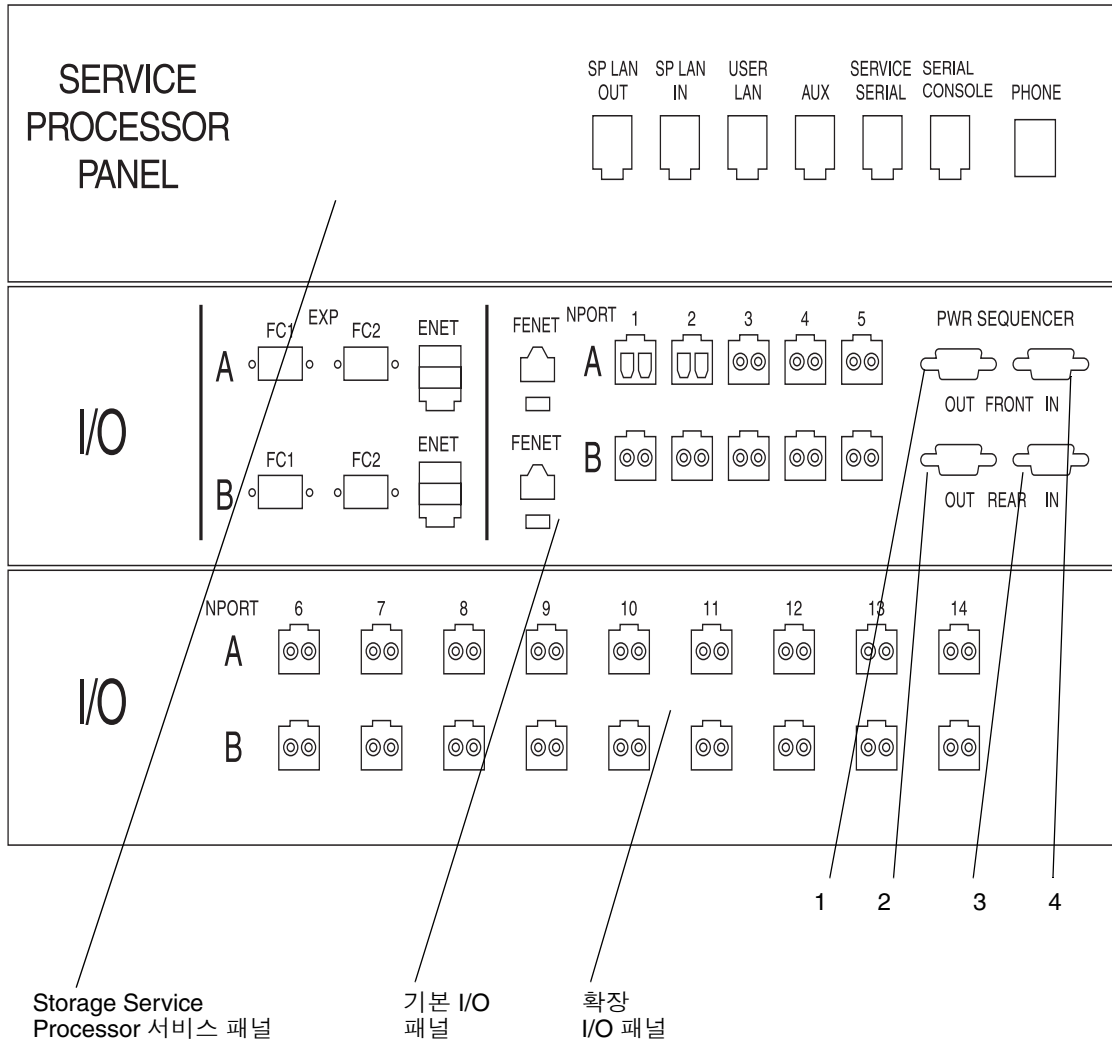 SERVICE
PROCESSOR
PANEL
SP LAN OUT
SP LAN IN
USER LAN
AUX
SERVICE SERIAL
SERIAL CONSOLE
PHONE
I/O
A
FC1
EXP
FC2
ENET
B
FC1
FC2
ENET
FENET
FENET
NPORT 1 2 3 4 5
A
B
PWR SEQUENCER
OUT FRONT IN
OUT REAR IN
I/O
NPORT 6 7 8 9 10 11 12 13 14
A
B
1 2 3 4
Storage Service
Processor 서비스 패널
기본 I/O
패널
확장
I/O 패널